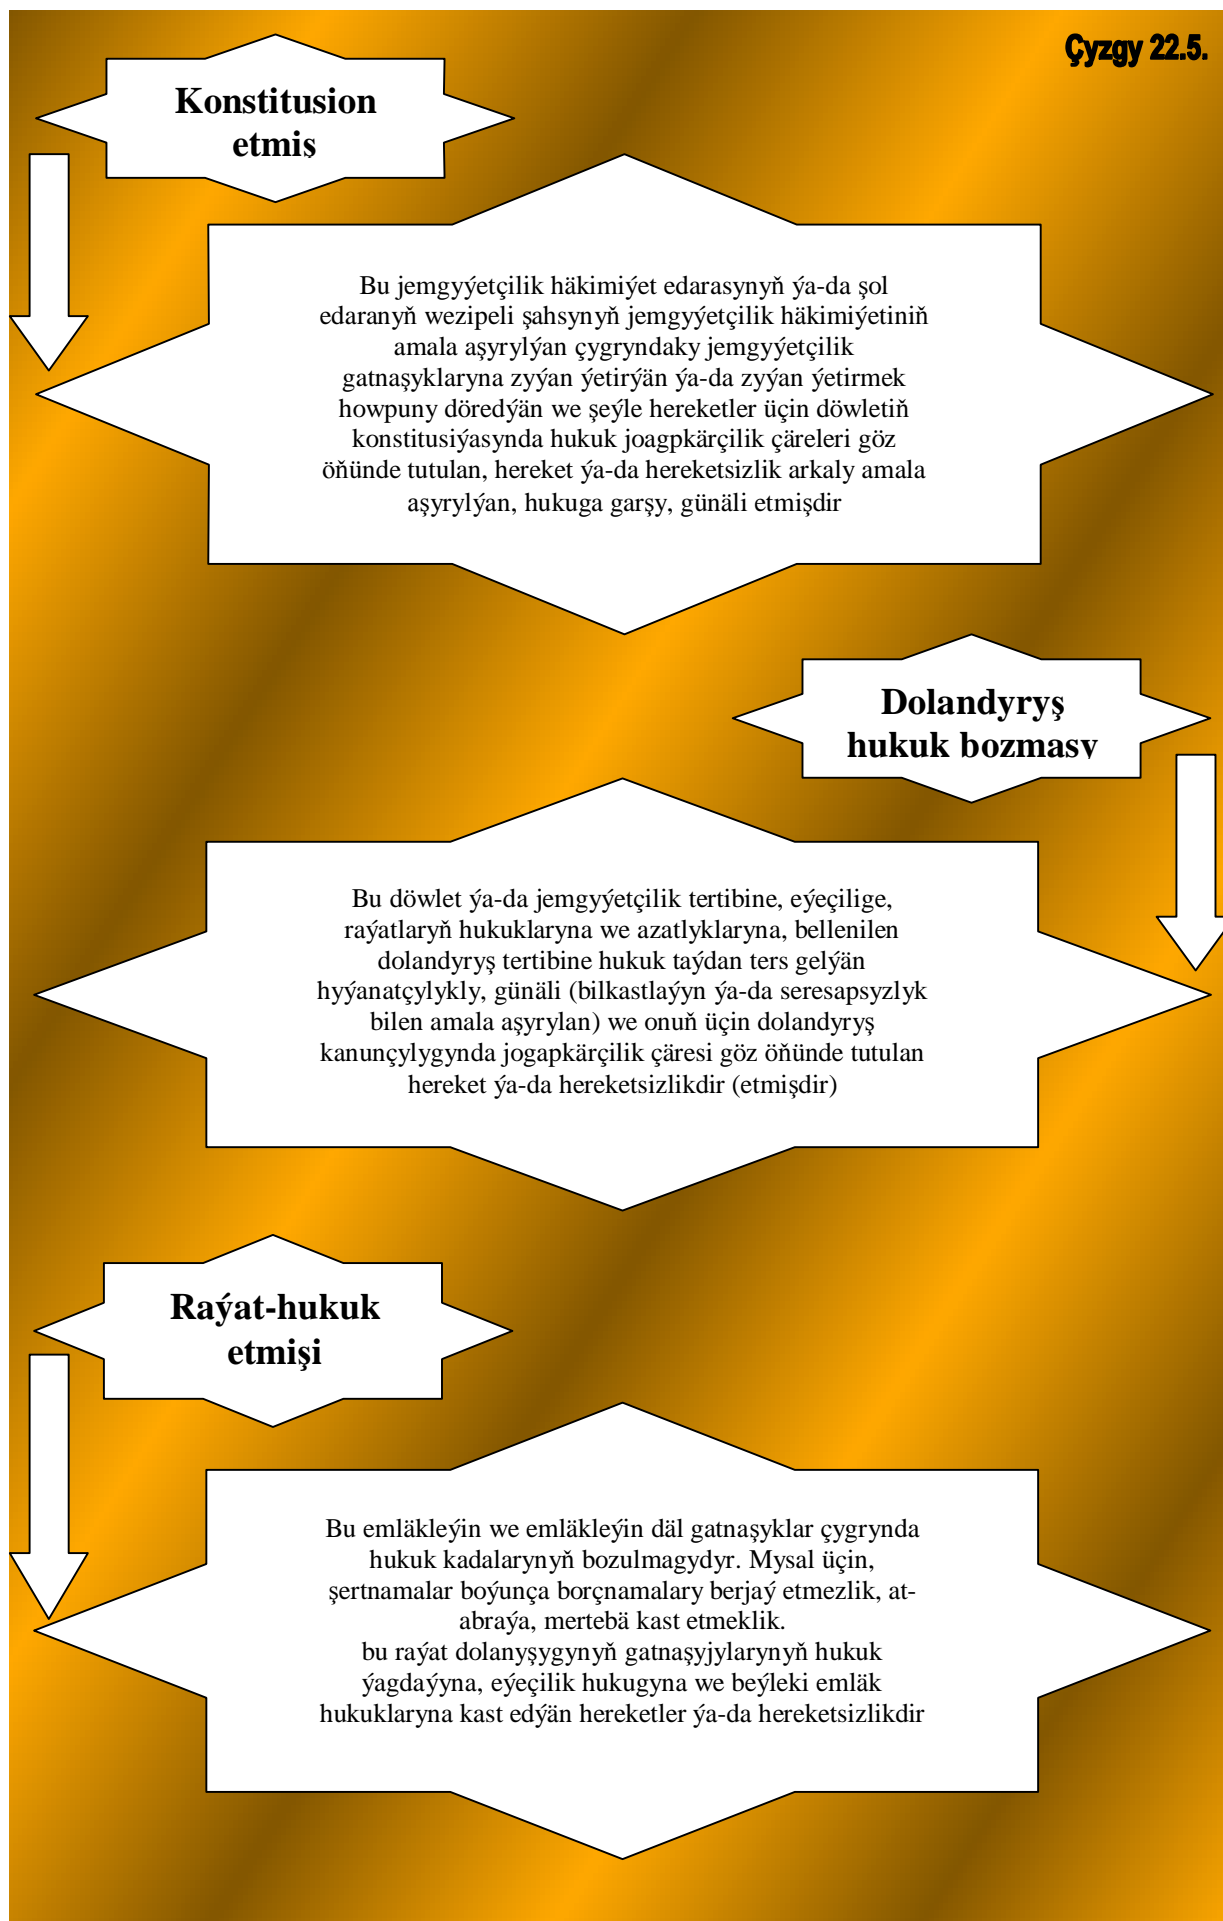 Çyzgy 22.5.
Konstitusion
etmiş
Bu jemgyýetçilik häkimiýet edarasynyň ýa-da şol
edaranyň wezipeli şahsynyň jemgyýetçilik häkimiýetiniň
amala aşyrylýan çygryndaky jemgyýetçilik
gatnaşyklaryna zyýan ýetirýän ýa-da zyýan ýetirmek
howpuny döredýän we şeýle hereketler üçin döwletiň
konstitusiýasynda hukuk joagpkärçilik çäreleri göz
öňünde tutulan, hereket ýa-da hereketsizlik arkaly amala
aşyrylýan, hukuga garşy, günäli etmişdir
Dolandyryş
hukuk bozmasy
Bu döwlet ýa-da jemgyýetçilik tertibine, eýeçilige,
raýatlaryň hukuklaryna we azatlyklaryna, bellenilen
dolandyryş tertibine hukuk taýdan ters gelýän
hyýanatçylykly, günäli (bilkastlaýyn ýa-da seresapsyzlyk
bilen amala aşyrylan) we onuň üçin dolandyryş
kanunçylygynda jogapkärçilik çäresi göz öňünde tutulan
hereket ýa-da hereketsizlikdir (etmişdir)
Raýat-hukuk
etmişi
Bu emläkleýin we emläkleýin däl gatnaşyklar çygrynda
hukuk kadalarynyň bozulmagydyr. Mysal üçin,
şertnamalar boýunça borçnamalary berjaý etmezlik, at-
abraýa, mertebä kast etmeklik.
bu raýat dolanyşygynyň gatnaşyjylarynyň hukuk
ýagdaýyna, eýeçilik hukugyna we beýleki emläk
hukuklaryna kast edýän hereketler ýa-da hereketsizlikdir